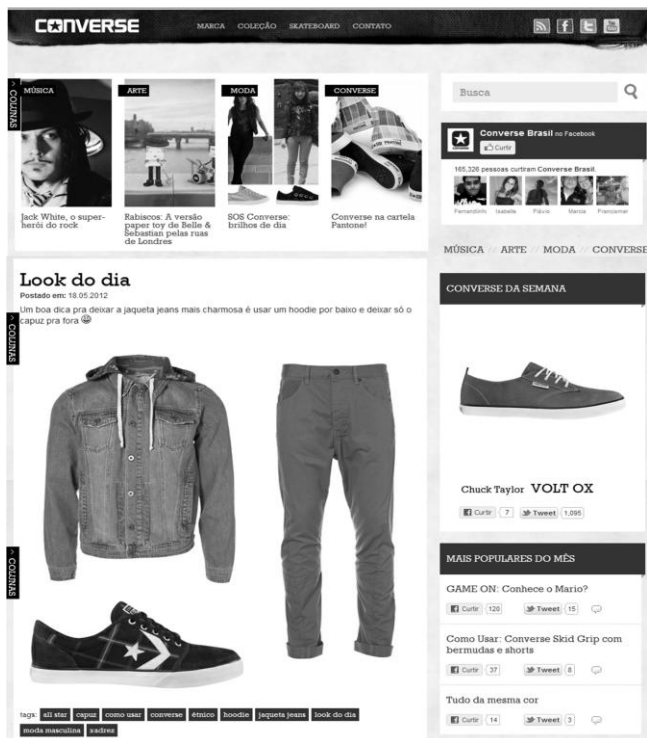 CONVERSE
MARCA COLEÇÃO SKATEBOARD CONTATO
COLUNAS
MÚSICA
ARTE
MODA
CONVERSE
Jack White, o super-
herói do rock
Rabiscos: A versão
paper toy de Belle &
Sebastian pelas ruas
de Londres
SOS Converse:
brilhos de dia
Converse na cartela
Pantone!
Busca
Converse Brasil no Facebook
Curtir
165,326 pessoas curtiram Converse Brasil.
Fernandinho Isabelle Flávio Marcia Francismar
MÚSICA // ARTE // MODA // CONVERSE
Look do dia
Postado em: 18.05.2012
Um boa dica pra deixar a jaqueta jeans mais charmosa é usar um hoodie por baixo e deixar só o
capuz pra fora
COLUNAS
COLUNAS
tags: all star capuz como usar converse étnico hoodie jaqueta jeans look do dia
moda masculina xadrez
CONVERSE DA SEMANA
Chuck Taylor VOLT OX
Curtir 7 Tweet 1,095
MAIS POPULARES DO MÊS
GAME ON: Conhece o Mario?
Curtir 120 Tweet 15
Como Usar: Converse Skid Grip com
bermudas e shorts
Curtir 37 Tweet 8
Tudo da mesma cor
Curtir 14 Tweet 3